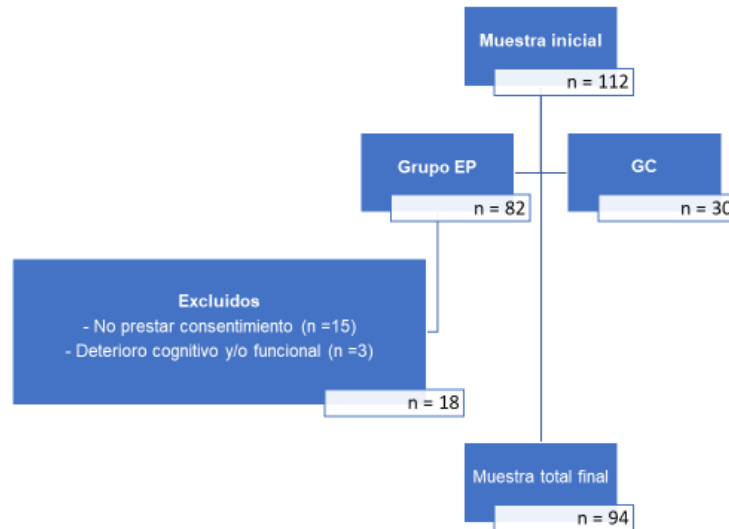 Muestra inicial
n = 112
Grupo EP
n = 82
GC
n = 30
Excluidos
- No prestar consentimiento (n =15)
- Deterioro cognitivo y/o funcional (n =3)
n = 18
Muestra total final
n = 94